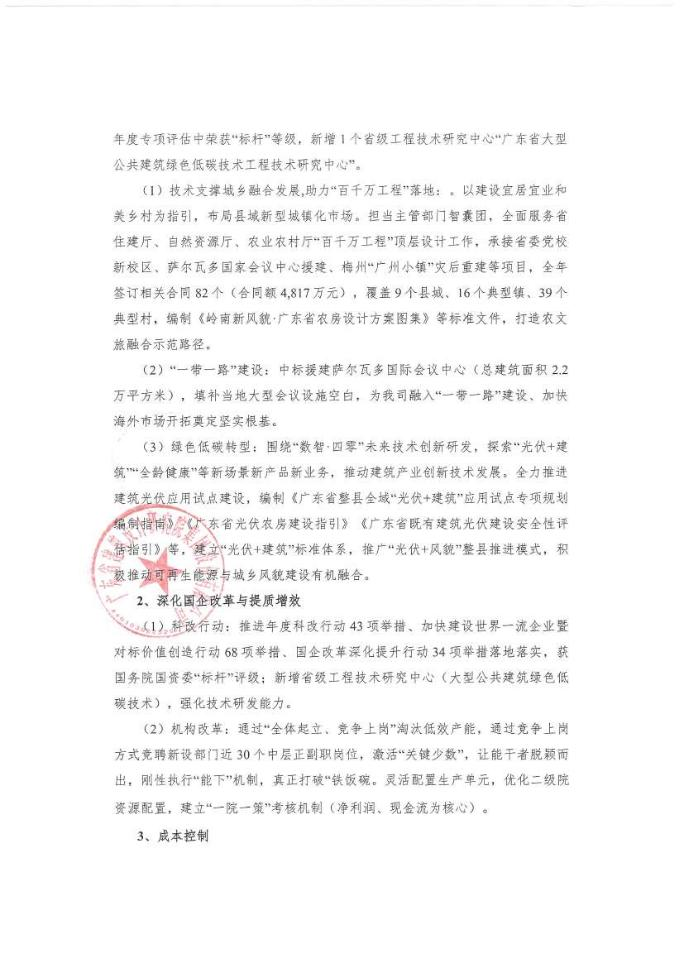 年度专项评估中荣获“标杆”等级，新增 1 个省级工程技术研究中心“广东省大型
公共建筑绿色低碳技术工程技术研究中心”。
（1）技术支撑城乡融合发展,助力“百千万工程”落地：。以建设宜居宜业和
美乡村为指引，布局县域新型城镇化市场。担当主管部门智囊团，全面服务省
住建厅、自然资源厅、农业农村厅“百千万工程”顶层设计工作，承接省委党校
新校区、萨尔瓦多国家会议中心援建、梅州“广州小镇”灾后重建等项目，全年
签订相关合同 82 个（合同额 4,817 万元），覆盖 9 个县城、16 个典型镇、39 个
典型村，编制《岭南新风貌·广东省农房设计方案图集》等标准文件，打造农文
旅融合示范路径。
（2）“一带一路”建设：中标援建萨尔瓦多国际会议中心（总建筑面积 2.2
万平方米），填补当地大型会议设施空白，为我司融入“一带一路”建设、加快
海外市场开拓奠定坚实根基。
（3）绿色低碳转型：围绕“数智·四零”未来技术创新研发，探索“光伏+建
筑”“全龄健康”等新场景新产品新业务，推动建筑产业创新技术发展。全力推进
建筑光伏应用试点建设，编制《广东省整县全域“光伏+建筑”应用试点专项规划
编制指南》《广东省光伏农房建设指引》《广东省既有建筑光伏建设安全性评
估指引》等，建立“光伏+建筑”标准体系，推广“光伏+风貌”整县推进模式，积
极推动可再生能源与城乡风貌建设有机融合。
2、深化国企改革与提质增效
（1）科改行动：推进年度科改行动 43 项举措、加快建设世界一流企业暨
对标价值创造行动 68 项举措、国企改革深化提升行动 34 项举措落地落实，获
国务院国资委“标杆”评级；新增省级工程技术研究中心（大型公共建筑绿色低
碳技术），强化技术研发能力。
（2）机构改革：通过“全体起立、竞争上岗”淘汰低效产能，通过竞争上岗
方式竞聘新设部门近 30 个中层正副职岗位，激活“关键少数”，让能干者脱颖而
出，刚性执行“能下”机制，真正打破“铁饭碗。灵活配置生产单元，优化二级院
资源配置，建立“一院一策”考核机制（净利润、现金流为核心）。
3、成本控制